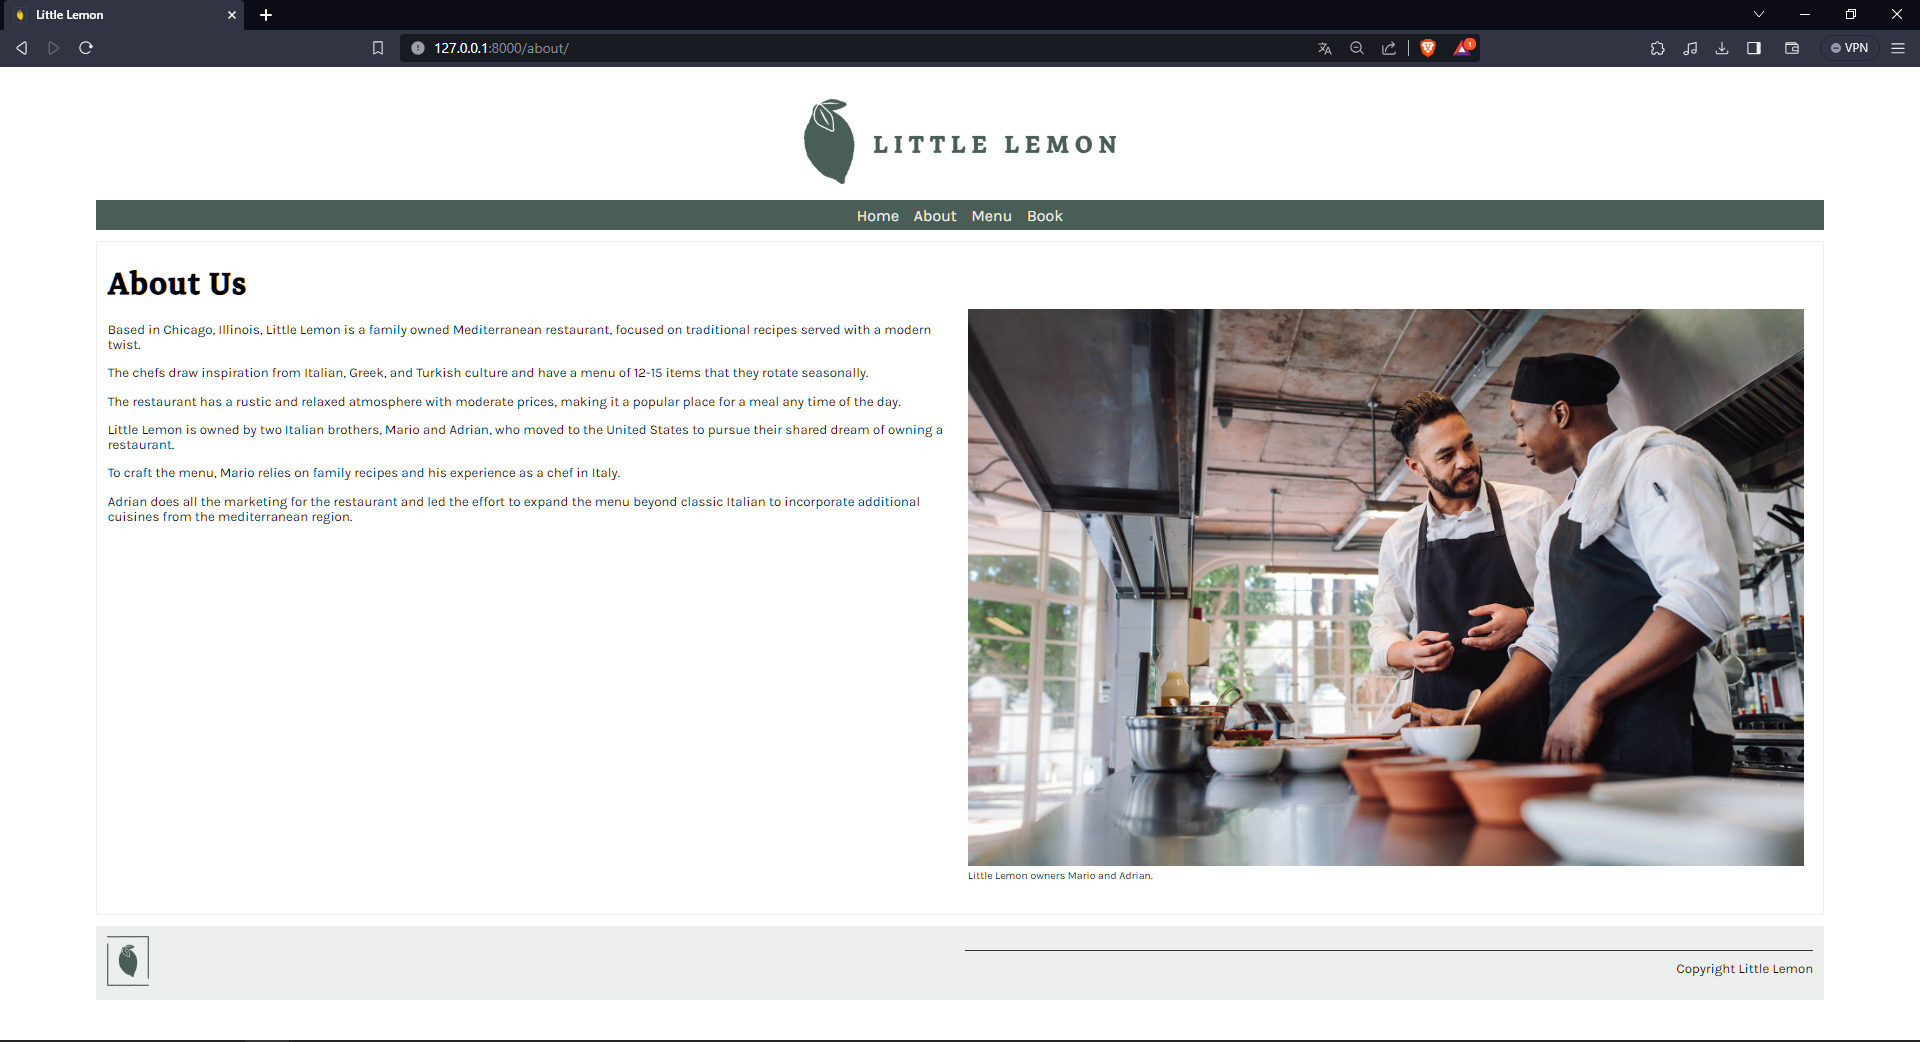 Little Lemon
127.0.0.1:8000/about/
VPN
LITTLE LEMON
Home About Menu Book
About Us
Based in Chicago, Illinois, Little Lemon is a family owned Mediterranean restaurant, focused on traditional recipes served with a modern
twist.
The chefs draw inspiration from Italian, Greek, and Turkish culture and have a menu of 12-15 items that they rotate seasonally.
The restaurant has a rustic and relaxed atmosphere with moderate prices, making it a popular place for a meal any time of the day.
Little Lemon is owned by two Italian brothers, Mario and Adrian, who moved to the United States to pursue their shared dream of owning a
restaurant.
To craft the menu, Mario relies on family recipes and his experience as a chef in Italy.
Adrian does all the marketing for the restaurant and led the effort to expand the menu beyond classic Italian to incorporate additional
cuisines from the mediterranean region.
Little Lemon owners Mario and Adrian.
Copyright Little Lemon